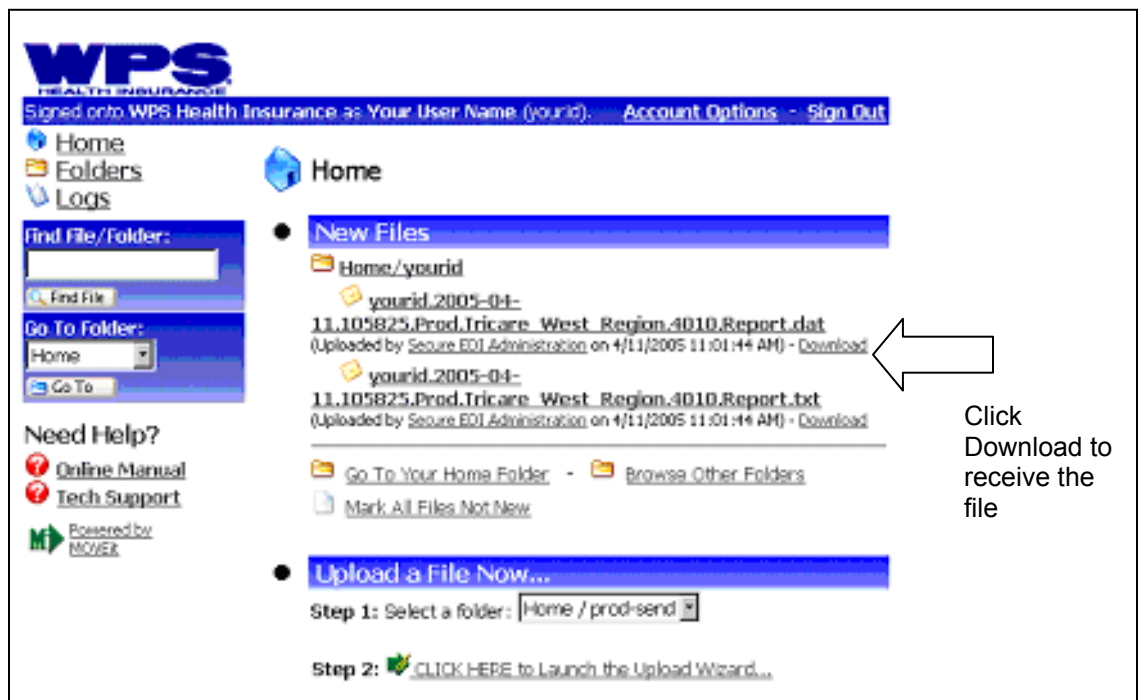 WPS
HEALTH INSURANCE
Signed onto WPS Health Insurance as Your User Name (yourid). Account Options - Sign Out
Home
Folders
Logs
Find File/Folder:
Find File
Go To Folder:
Home
Go To
Need Help?
Online Manual
Tech Support
Powered by
MOVEit
Home
New Files
Home/yourid
yourid.2005-04-
11.105825.Prod.Tricare_West_Region.4010.Report.dat
(Uploaded by Secure EDI Administration on 4/11/2005 11:01:44 AM) - Download
yourid.2005-04-
11.105825.Prod.Tricare_West_Region.4010.Report.txt
(Uploaded by Secure EDI Administration on 4/11/2005 11:01:44 AM) - Download
Go To Your Home Folder - Browse Other Folders
Mark All Files Not New
Upload a File Now...
Step 1: Select a folder: Home / prod-send
Step 2: CLICK HERE to Launch the Upload Wizard...
Click
Download to
receive the
file